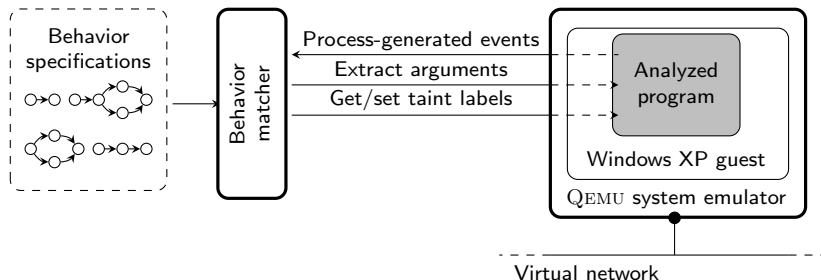 Behavior
specifications
Behavior
matcher
Process-generated events
Extract arguments
Get/set taint labels
Analyzed
program
Windows XP guest
QEMU system emulator
Virtual network